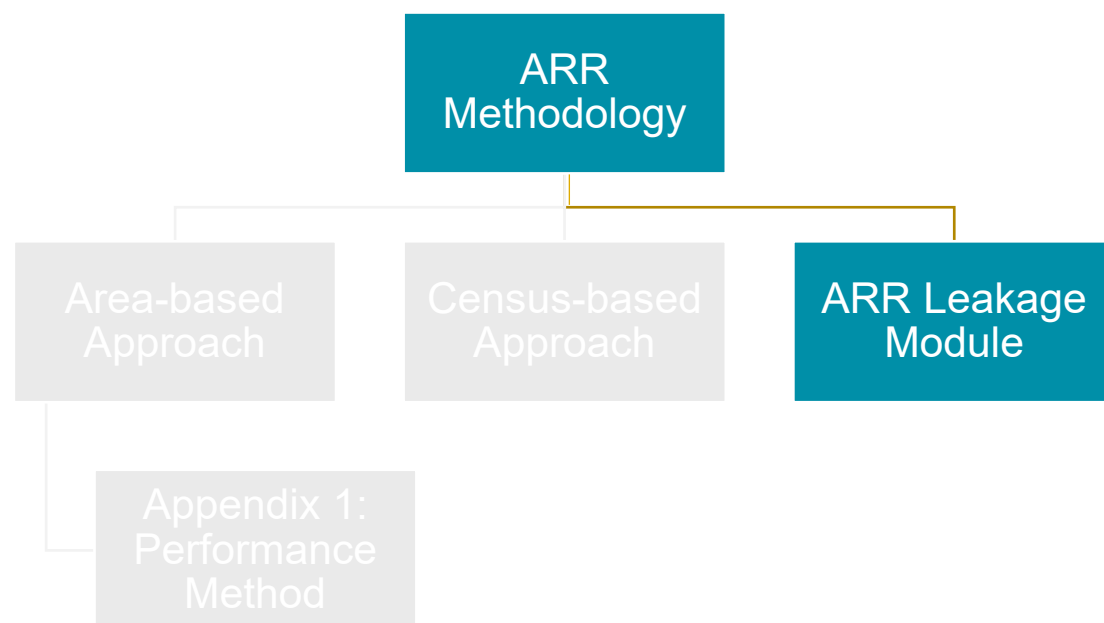 ARR
Methodology
Area-based
Approach
Census-based
Approach
ARR Leakage
Module
Appendix 1:
Performance
Method